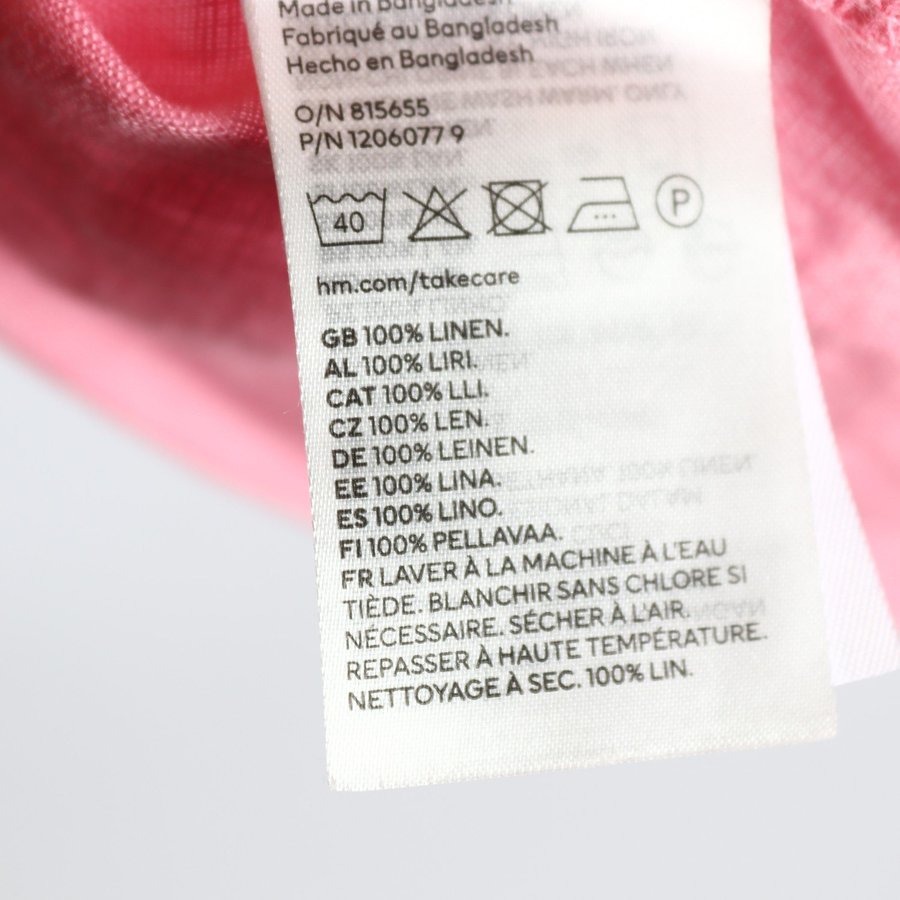 Made in Bangladesh
Fabriqué au Bangladesh
Hecho en Bangladesh
O/N 815655
P/N 1206077 9
40
P
hm.com/takecare
GB 100% LINEN.
AL 100% LIRI.
CAT 100% LLI.
CZ 100% LEN.
DE 100% LEINEN.
EE 100% LINA.
ES 100% LINO.
FI 100% PELLAVAA.
FR LAVER À LA MACHINE À L'EAU
TIÈDE. BLANCHIR SANS CHLORE SI
NÉCESSAIRE. SÉCHER À L'AIR.
REPASSER À HAUTE TEMPÉRATURE.
NETTOYAGE À SEC. 100% LIN.